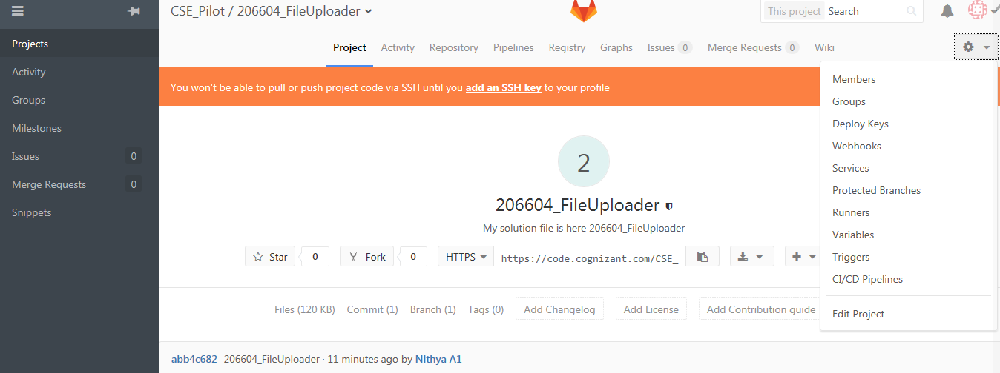 CSE_Pilot / 206604_FileUploader
This project Search
Projects
Activity
Groups
Milestones
Issues 0
Merge Requests 0
Snippets
Project Activity Repository Pipelines Registry Graphs Issues 0 Merge Requests 0 Wiki
You won't be able to pull or push project code via SSH until you add an SSH key to your profile
Members
Groups
Deploy Keys
Webhooks
Services
Protected Branches
Runners
Variables
Triggers
CI/CD Pipelines
Edit Project
2
206604_FileUploader
My solution file is here 206604_FileUploader
Star 0 Fork 0 HTTPS https://code.cognizant.com/CSE_
Files (120 KB) Commit (1) Branch (1) Tags (0) Add Changelog Add License Add Contribution guide
abb4c682 206604_FileUploader · 11 minutes ago by Nithya A1